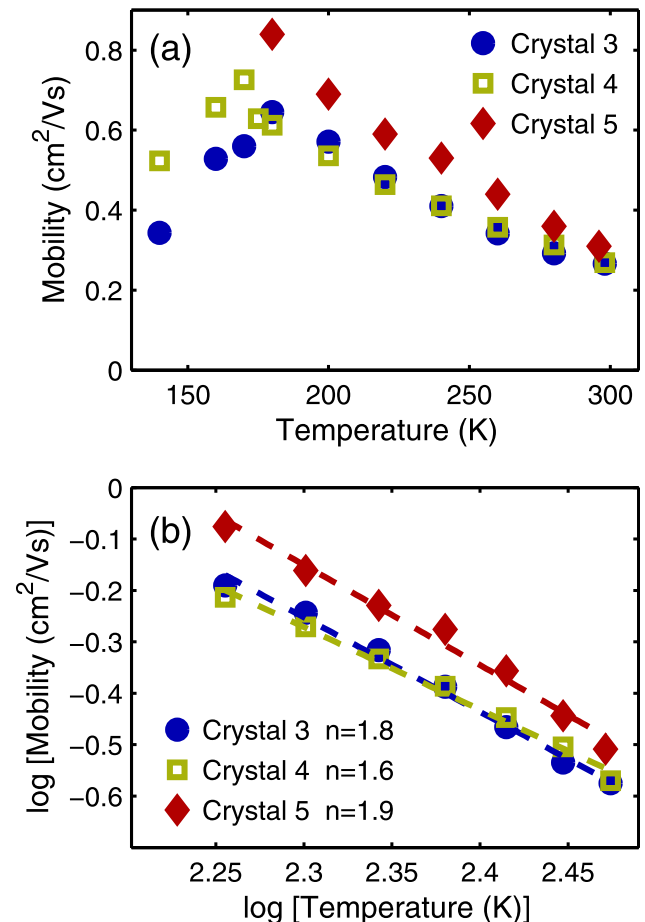 (a)
Crystal 3
Crystal 4
Crystal 5
Mobility (cm²/Vs)
0.8
0.6
0.4
0.2
0
150 200 250 300
Temperature (K)
(b)
log [Mobility (cm²/Vs)]
0
−0.1
−0.2
−0.3
−0.4
−0.5
−0.6
Crystal 3 n=1.8
Crystal 4 n=1.6
Crystal 5 n=1.9
2.25 2.3 2.35 2.4 2.45
log [Temperature (K)]